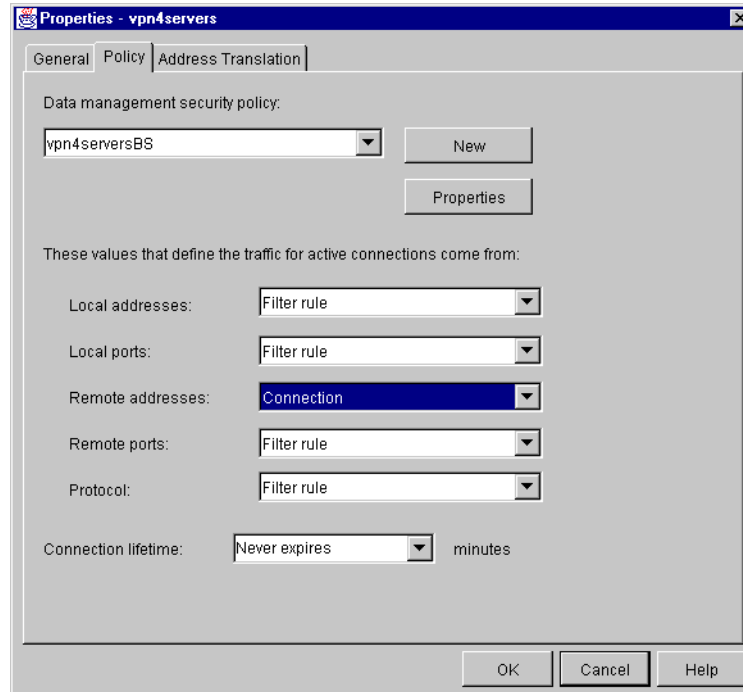 Properties - vpn4servers
General Policy Address Translation
Data management security policy:
vpn4serversBS New
Properties
These values that define the traffic for active connections come from:
Local addresses: Filter rule
Local ports: Filter rule
Remote addresses: Connection
Remote ports: Filter rule
Protocol: Filter rule
Connection lifetime: Never expires minutes
OK Cancel Help